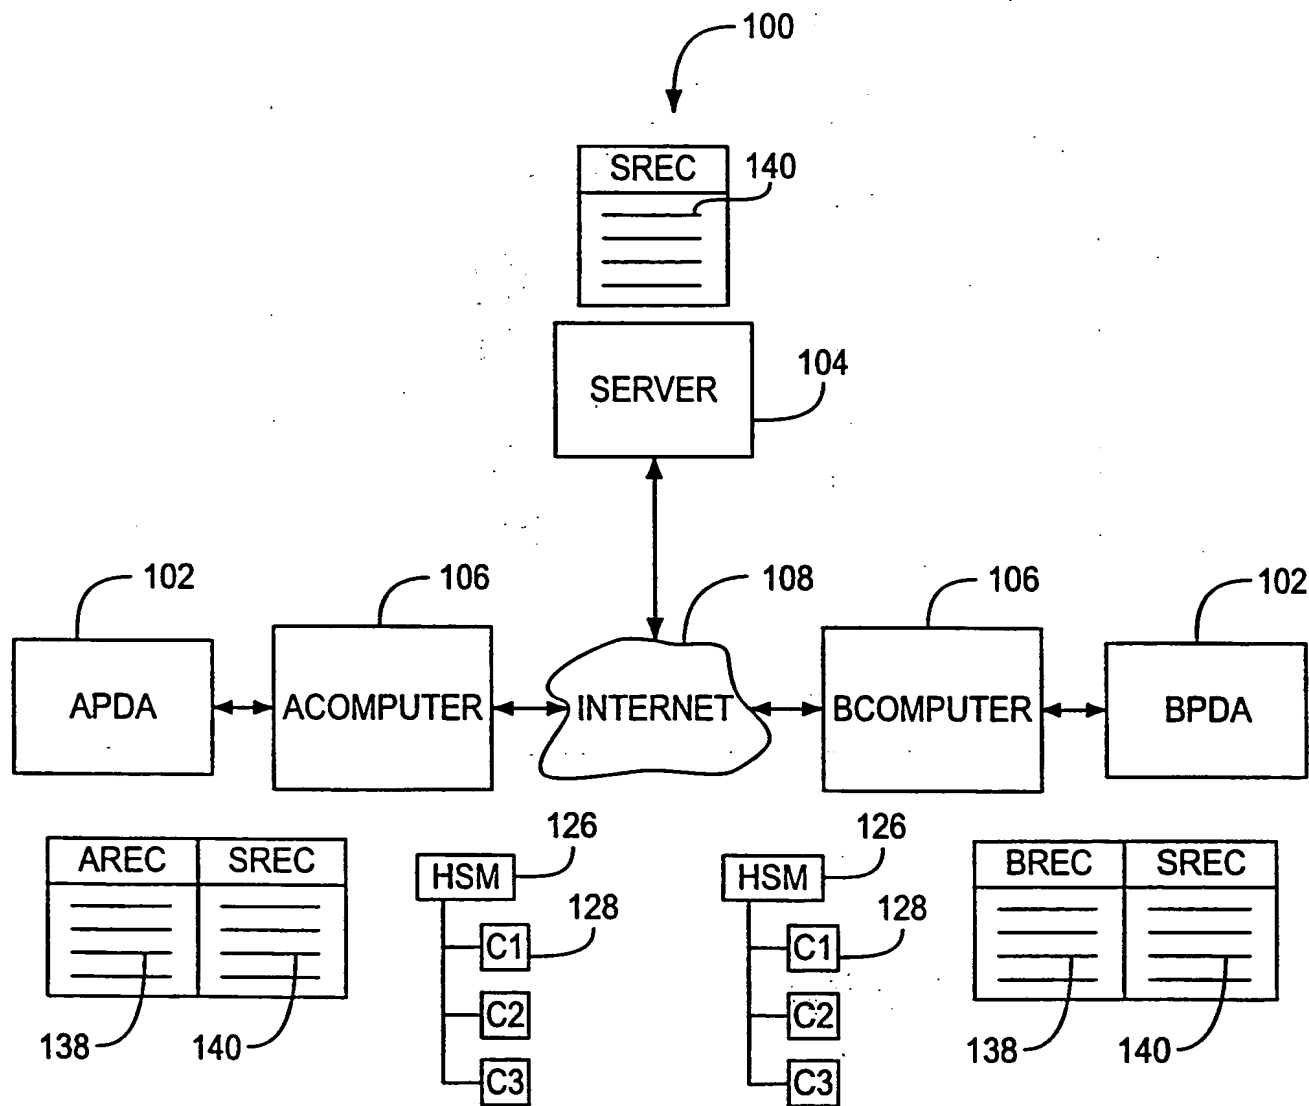 100
SREC
140
SERVER
104
102
106
108
106
102
APDA
ACOMPUTER
INTERNET
BCOMPUTER
BPDA
AREC SREC
138
140
HSM
126
C1
128
C2
C3
HSM
126
C1
128
C2
C3
BREC SREC
138
140